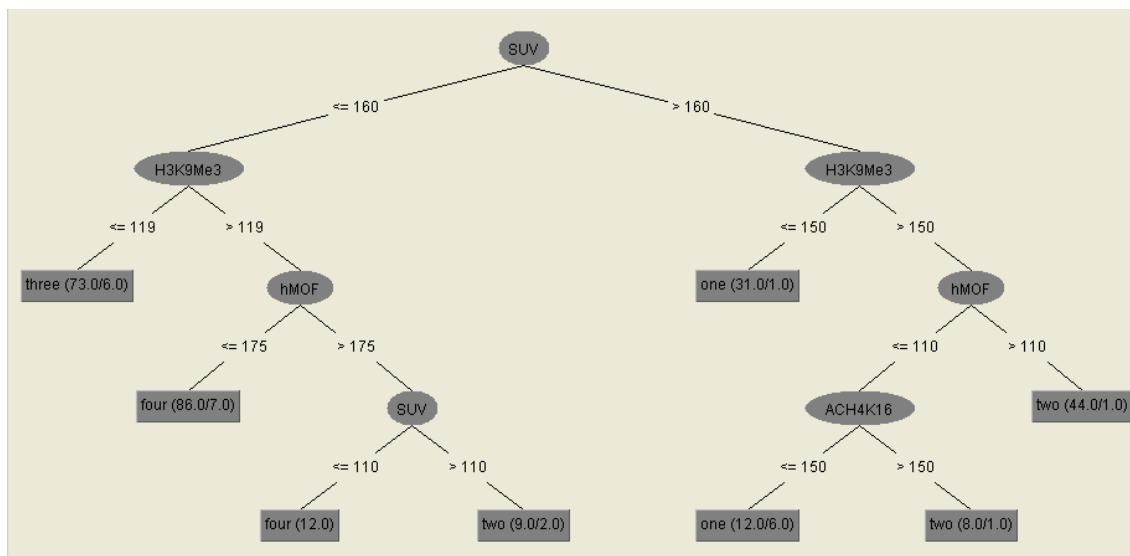 SUV
<= 160 > 160
H3K9Me3 H3K9Me3
<= 119 > 119 <= 150 > 150
three (73.0/6.0) hMOF one (31.0/1.0) hMOF
<= 175 > 175 <= 110 > 110
four (86.0/7.0) SUV ACH4K16 two (44.0/1.0)
<= 110 > 110 <= 150 > 150
four (12.0) two (9.0/2.0) one (12.0/6.0) two (8.0/1.0)